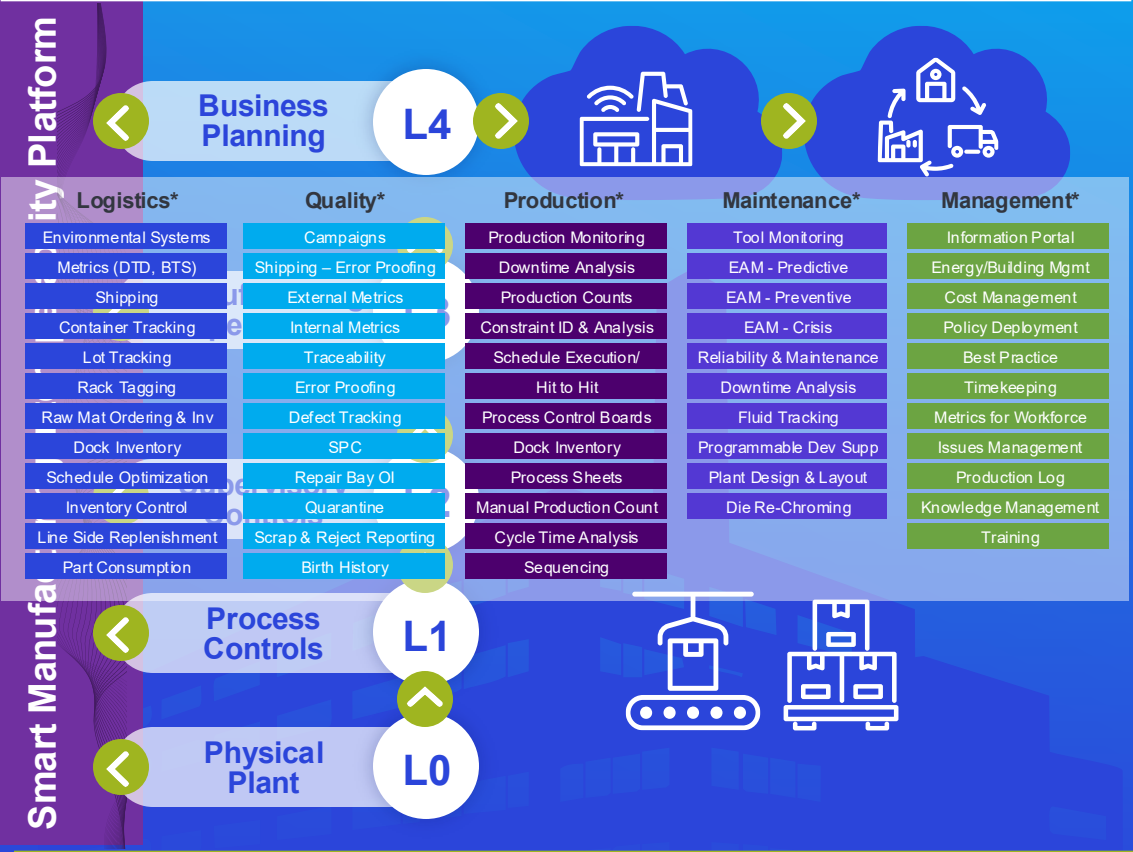 Smart Manufac
ity Platform
Business
Planning
L4
Logistics*
Environmental Systems
Metrics (DTD, BTS)
Shipping
Container Tracking
Lot Tracking
Rack Tagging
Raw Mat Ordering & Inv
Dock Inventory
Schedule Optimization
Inventory Control
Line Side Replenishment
Part Consumption
Quality*
Campaigns
Shipping – Error Proofing
External Metrics
Internal Metrics
Traceability
Error Proofing
Defect Tracking
SPC
Repair Bay OI
Quarantine
Scrap & Reject Reporting
Birth History
Production*
Production Monitoring
Downtime Analysis
Production Counts
Constraint ID & Analysis
Schedule Execution/
Hit to Hit
Process Control Boards
Dock Inventory
Process Sheets
Manual Production Count
Cycle Time Analysis
Sequencing
Maintenance*
Tool Monitoring
EAM - Predictive
EAM - Preventive
EAM - Crisis
Reliability & Maintenance
Downtime Analysis
Fluid Tracking
Programmable Dev Supp
Plant Design & Layout
Die Re-Chroming
Management*
Information Portal
Energy/Building Mgmt
Cost Management
Policy Deployment
Best Practice
Timekeeping
Metrics for Workforce
Issues Management
Production Log
Knowledge Management
Training
Process
Controls
L1
Physical
Plant
L0